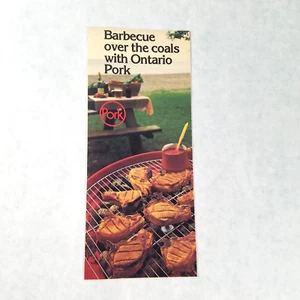 Barbecue
over the coals
with Ontario
Pork
Pork